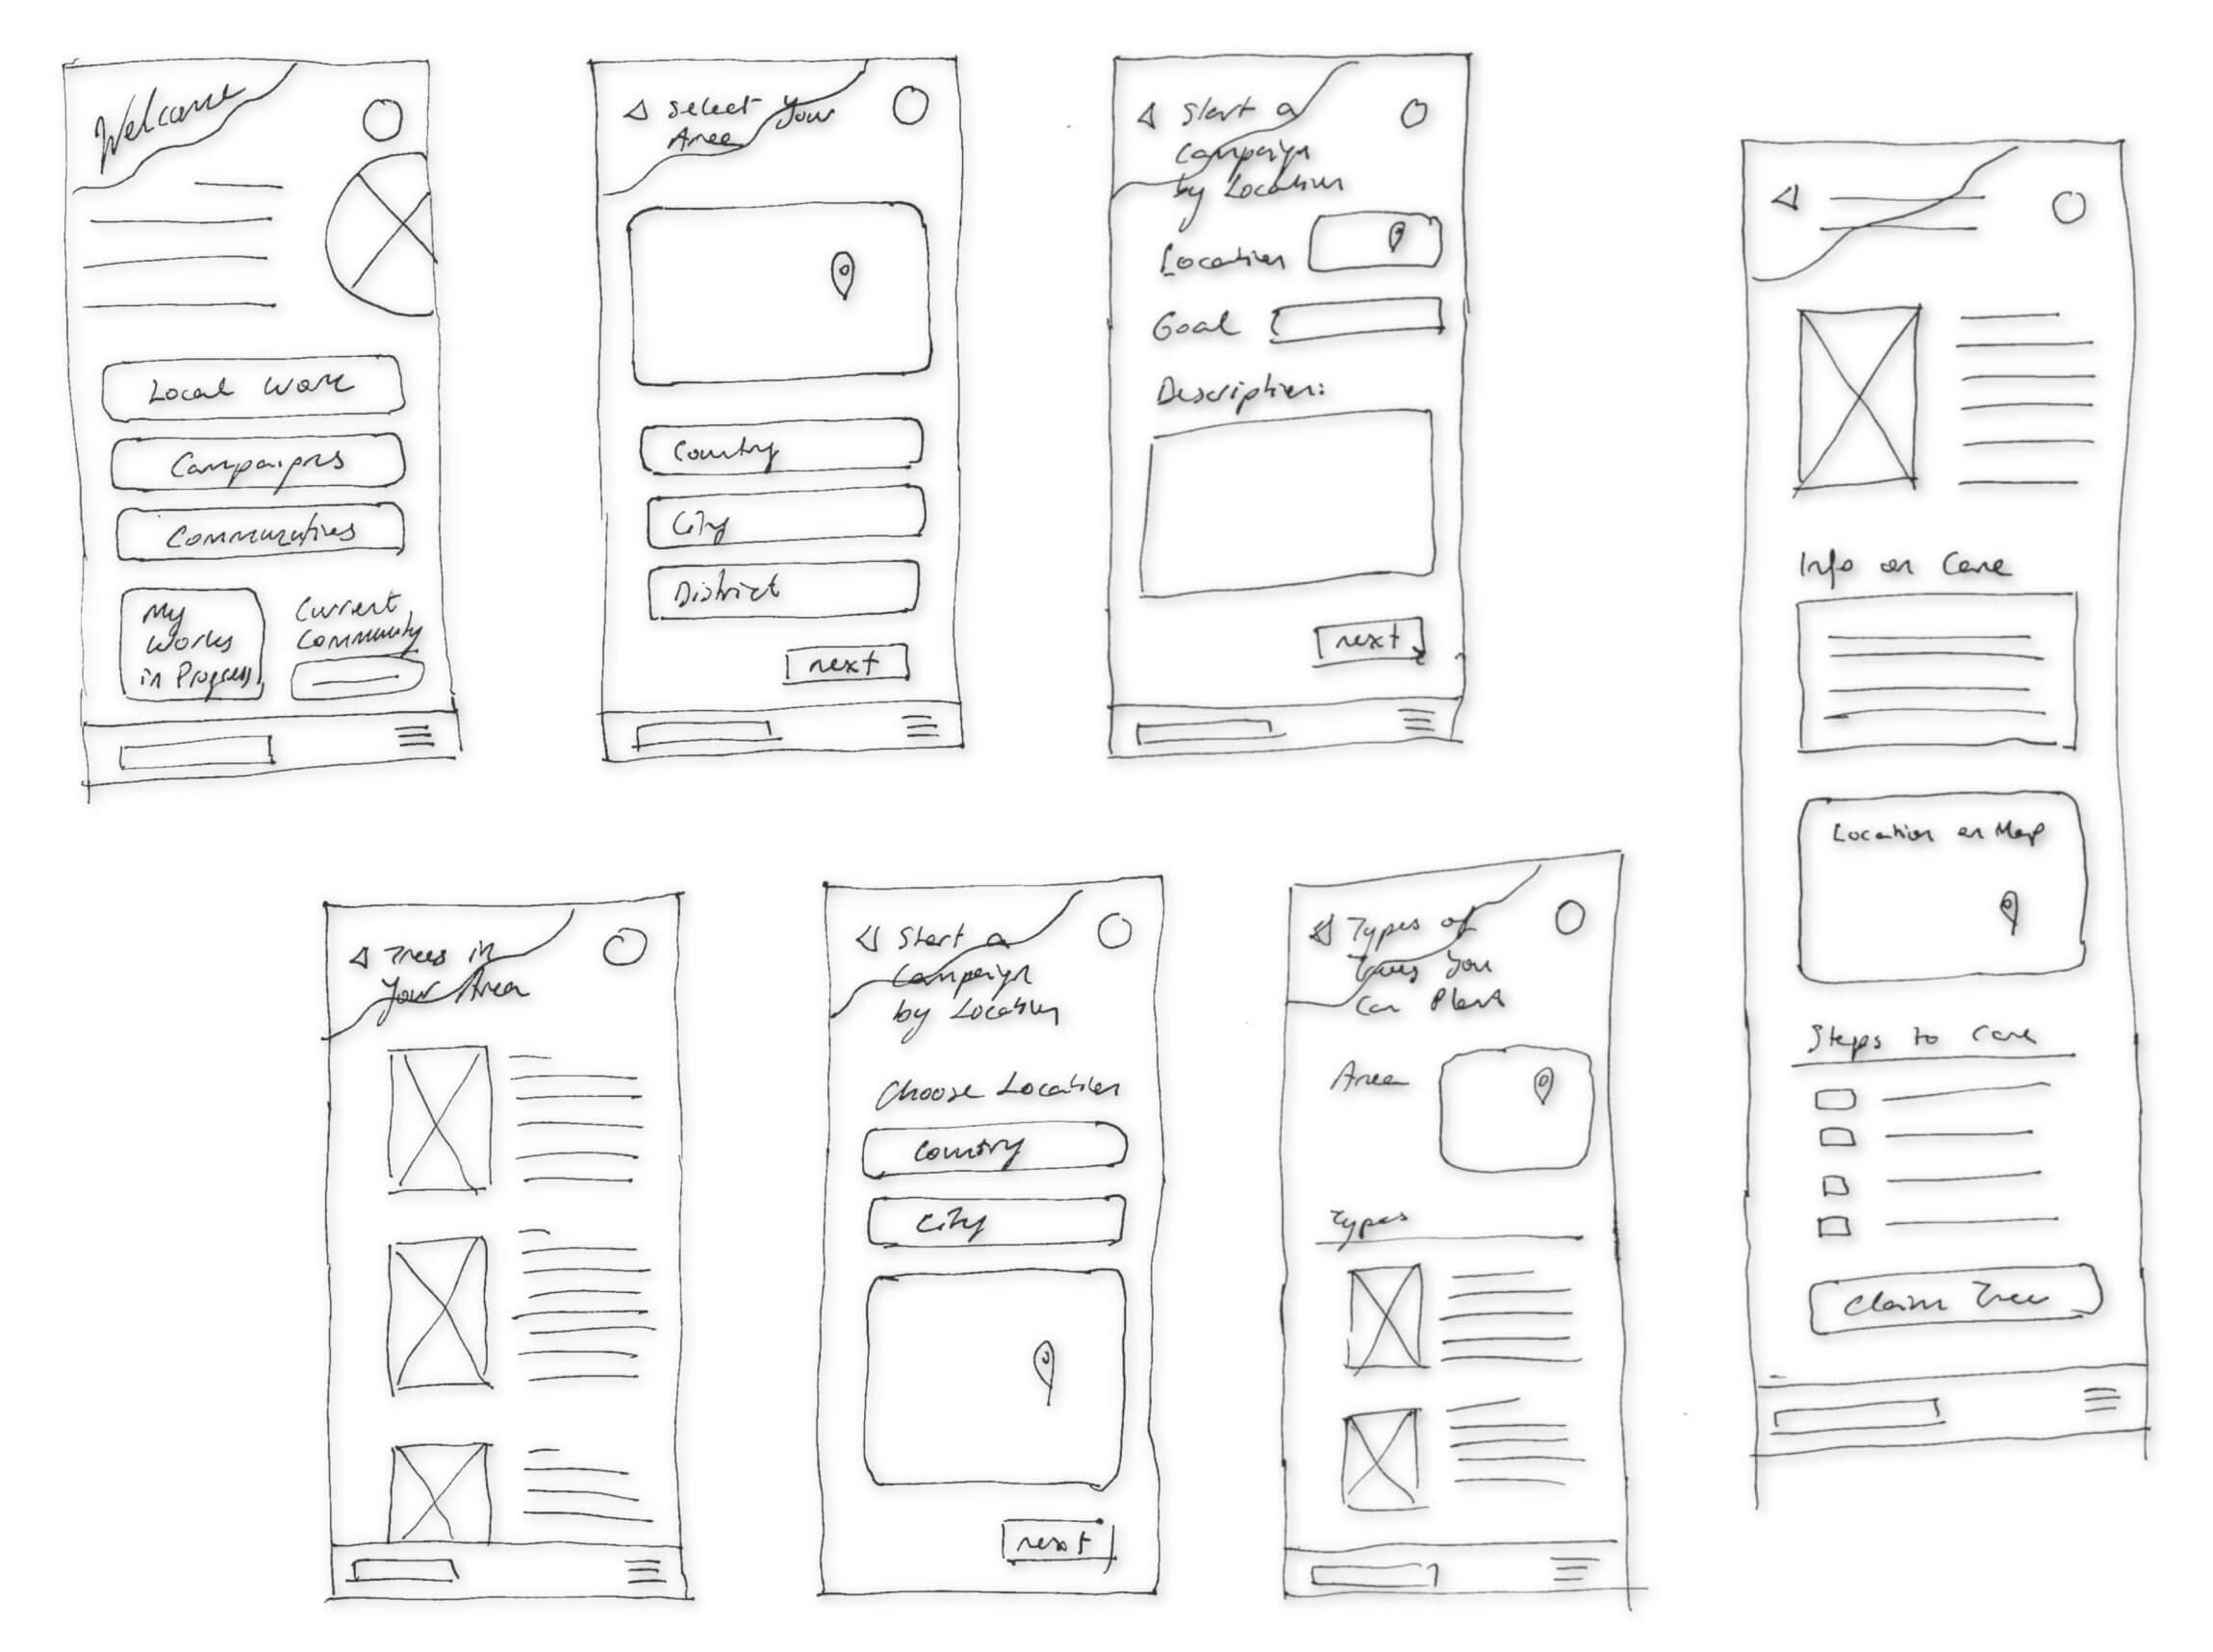 Welcome
Local Work
Campaigns
Communities
My
Works
in Progress
Current
Community
Select Your
Area
Country
City
District
next
Start a
Campaign
by Location
Location
Goal
Description:
next
Info on Care
Location on Map
Steps to care
Claim Tree
Trees in
Your Area
Start a
Campaign
by Location
Choose Location
Country
City
next
Types of
Trees You
Can Plant
Area
Types